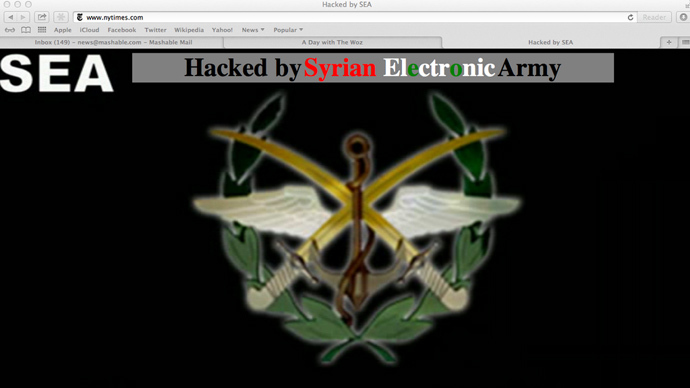 Hacked by SEA
www.nytimes.com
Reader
Apple iCloud Facebook Twitter Wikipedia Yahoo! News Popular
Inbox (149) – news@mashable.com – Mashable Mail
A Day with The Woz
Hacked by SEA
SEA
Hacked by Syrian Electronic Army